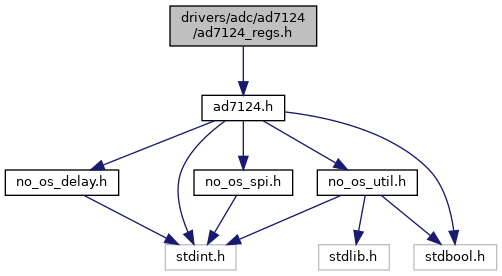 drivers/adc/ad7124
/ad7124_regs.h
ad7124.h
no_os_delay.h
no_os_spi.h
no_os_util.h
stdint.h
stdlib.h
stdbool.h